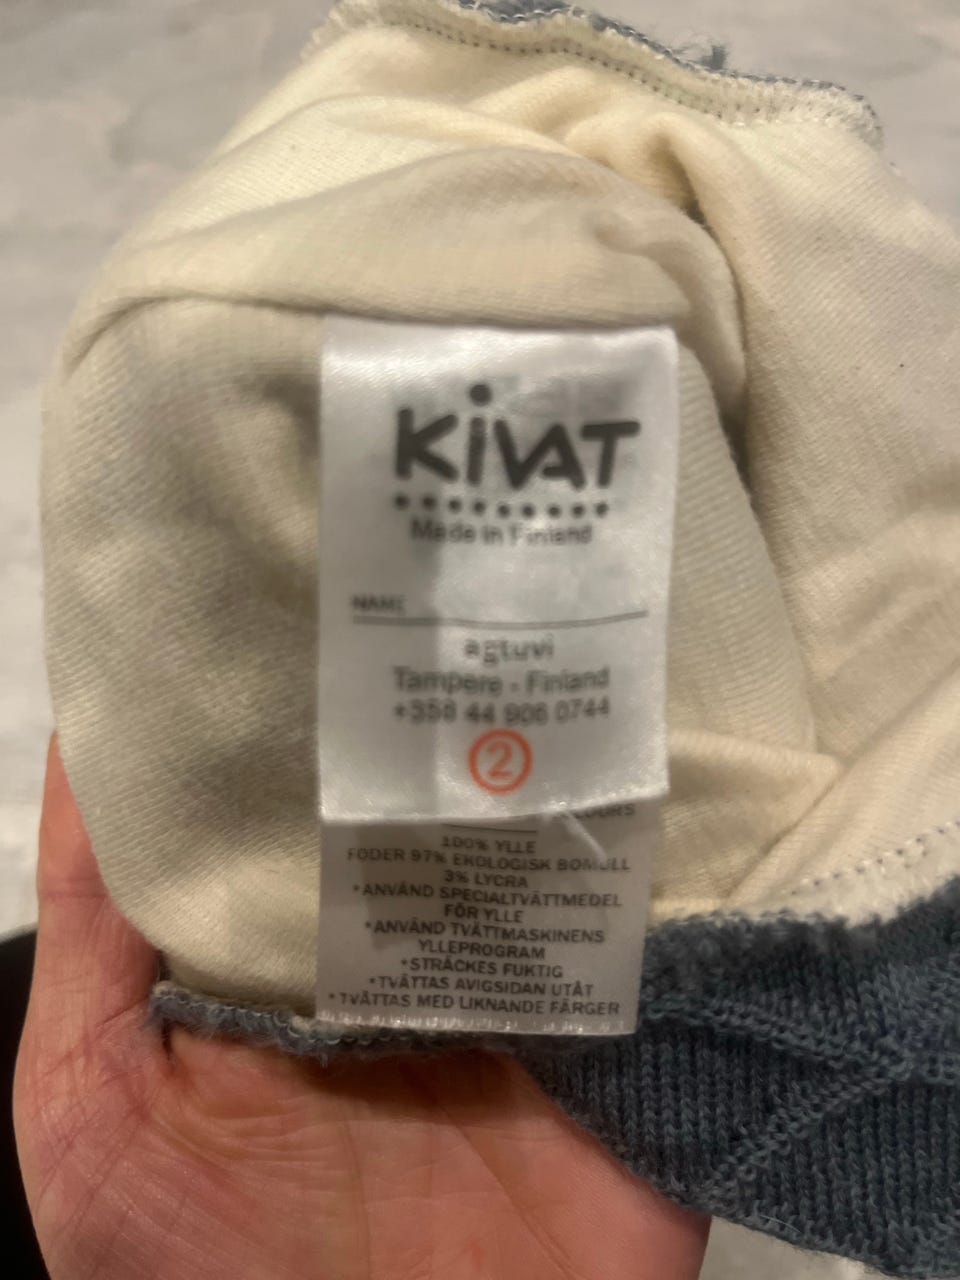 KiVAT
Made in Finland
NAME
agtuvi
Tampere - Finland
+358 44 906 0744
2
100% YLLE
FODER 97% EKOLOGISK BOMULL
3% LYCRA
*ANVÄND SPECIALTVÄTTMEDEL
FÖR YLLE
*ANVÄND TVÄTTMASKINENS
YLLEPROGRAM
*STRÄCKES FUKTIG
*TVÄTTAS AVIGSIDAN UTÅT
*TVÄTTAS MED LIKNANDE FÄRGER